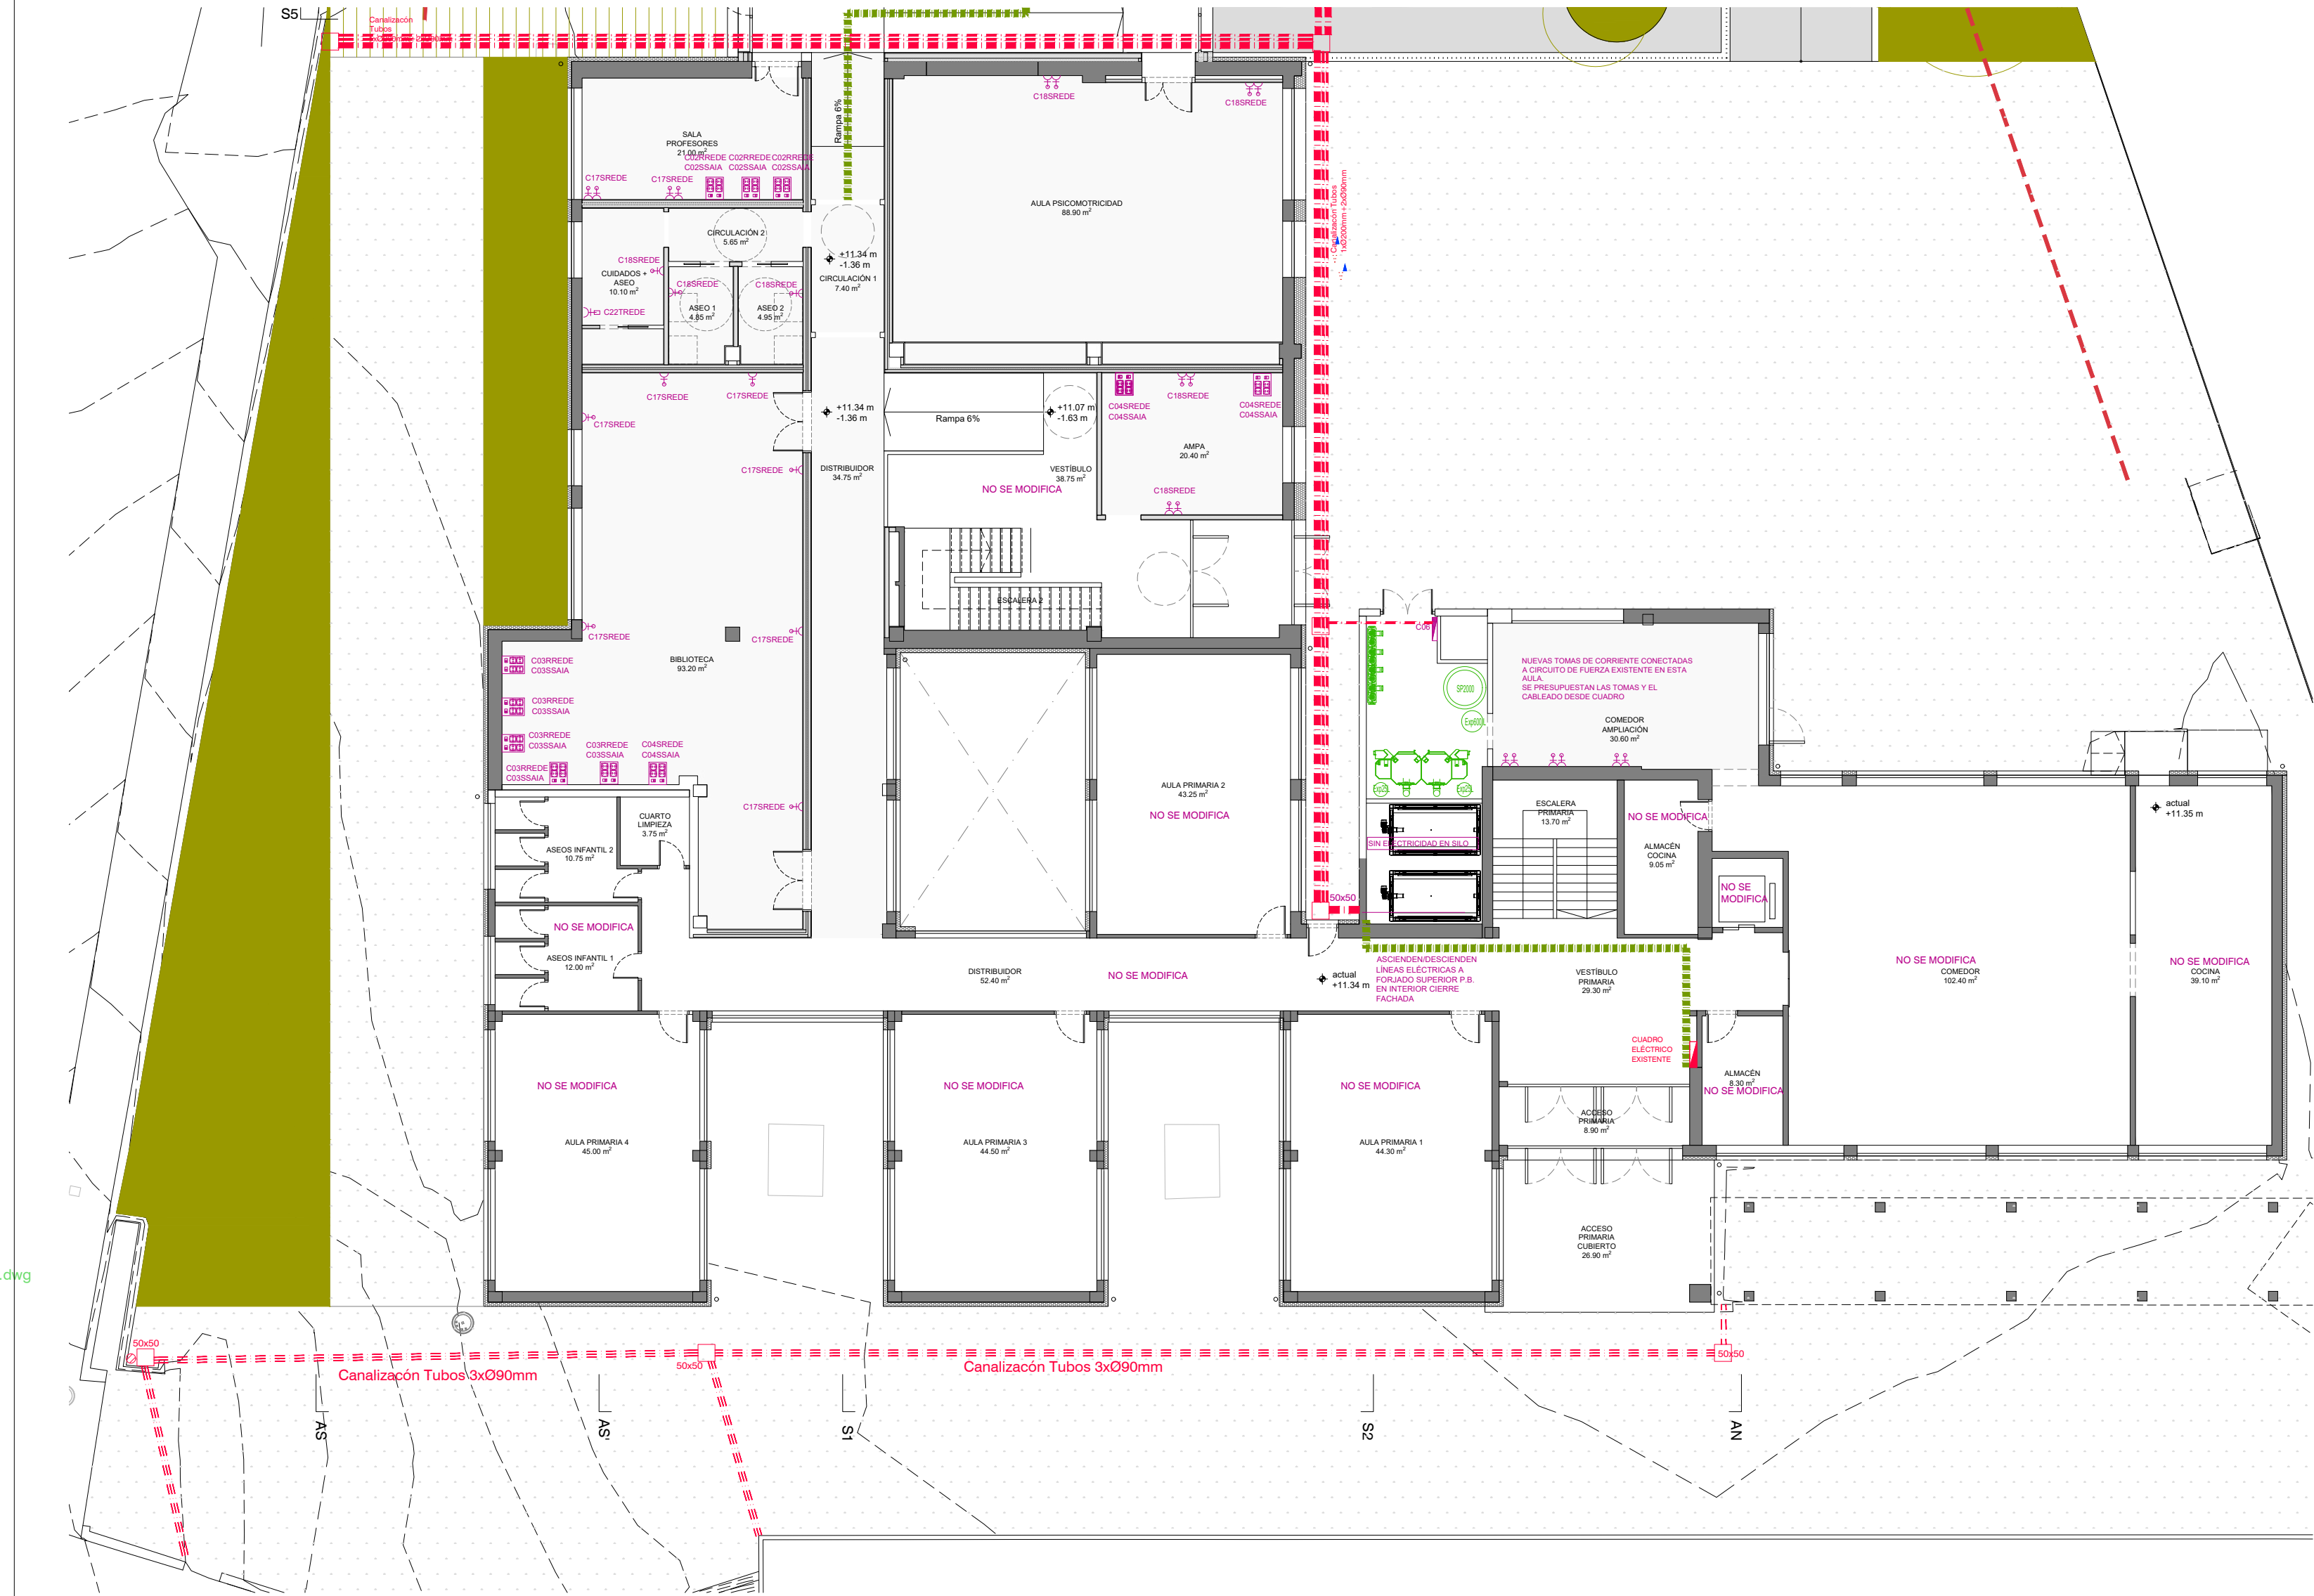 S5
Canalizacón
Tubos
Rampa 6%
C18SREDE
C18SREDE
SALA
PROFESORES
21.00 m²
C02RREDE C02RREDE C02RREDE
C02SSAIA C02SSAIA C02SSAIA
C17SREDE
C17SREDE
AULA PSICOMOTRICIDAD
88.90 m²
Canalización Tubos
1xØ200mm+2xØ90mm
CIRCULACIÓN 2
5.65 m²
C18SREDE
CUIDADOS +
ASEO
10.10 m²
C18SREDE
C18SREDE
C22TREDE
ASEO 1
4.85 m²
ASEO 2
4.95 m²
+11.34 m
-1.36 m
CIRCULACIÓN 1
7.40 m²
C17SREDE
C17SREDE
C17SREDE
+11.34 m
-1.36 m
Rampa 6%
+11.07 m
-1.63 m
C04SREDE
C04SSAIA
C18SREDE
C04SREDE
C04SSAIA
AMPA
20.40 m²
C17SREDE
DISTRIBUIDOR
34.75 m²
VESTÍBULO
38.75 m²
NO SE MODIFICA
C18SREDE
ESCALERA 2
C17SREDE
C17SREDE
BIBLIOTECA
93.20 m²
C03RREDE
C03SSAIA
C03RREDE
C03SSAIA
C03RREDE
C03SSAIA
C03RREDE
C03SSAIA
C03RREDE
C03SSAIA
C04SREDE
C04SSAIA
C17SREDE
C06
SP2000
Exp600L
Exp25L
Exp25L
NUEVAS TOMAS DE CORRIENTE CONECTADAS
A CIRCUITO DE FUERZA EXISTENTE EN ESTA
AULA.
SE PRESUPUESTAN LAS TOMAS Y EL
CABLEADO DESDE CUADRO
COMEDOR
AMPLIACIÓN
30.60 m²
AULA PRIMARIA 2
43.25 m²
NO SE MODIFICA
CUARTO
LIMPIEZA
3.75 m²
ASEOS INFANTIL 2
10.75 m²
SIN ELECTRICIDAD EN SILO
ESCALERA
PRIMARIA
13.70 m²
NO SE MODIFICA
ALMACÉN
COCINA
9.05 m²
actual
+11.35 m
NO SE
MODIFICA
50x50
NO SE MODIFICA
ASEOS INFANTIL 1
12.00 m²
DISTRIBUIDOR
52.40 m²
NO SE MODIFICA
actual
+11.34 m
ASCIENDEN/DESCIENDEN
LÍNEAS ELÉCTRICAS A
FORJADO SUPERIOR P.B.
EN INTERIOR CIERRE
FACHADA
VESTÍBULO
PRIMARIA
29.30 m²
NO SE MODIFICA
COMEDOR
102.40 m²
NO SE MODIFICA
COCINA
39.10 m²
CUADRO
ELÉCTRICO
EXISTENTE
ALMACÉN
8.30 m²
NO SE MODIFICA
NO SE MODIFICA
NO SE MODIFICA
NO SE MODIFICA
AULA PRIMARIA 4
45.00 m²
AULA PRIMARIA 3
44.50 m²
AULA PRIMARIA 1
44.30 m²
ACCESO
PRIMARIA
8.90 m²
ACCESO
PRIMARIA
CUBIERTO
26.90 m²
.dwg
50x50
Canalizacón Tubos 3xØ90mm
50x50
Canalizacón Tubos 3xØ90mm
50x50
AS
AS'
S1
S2
AN